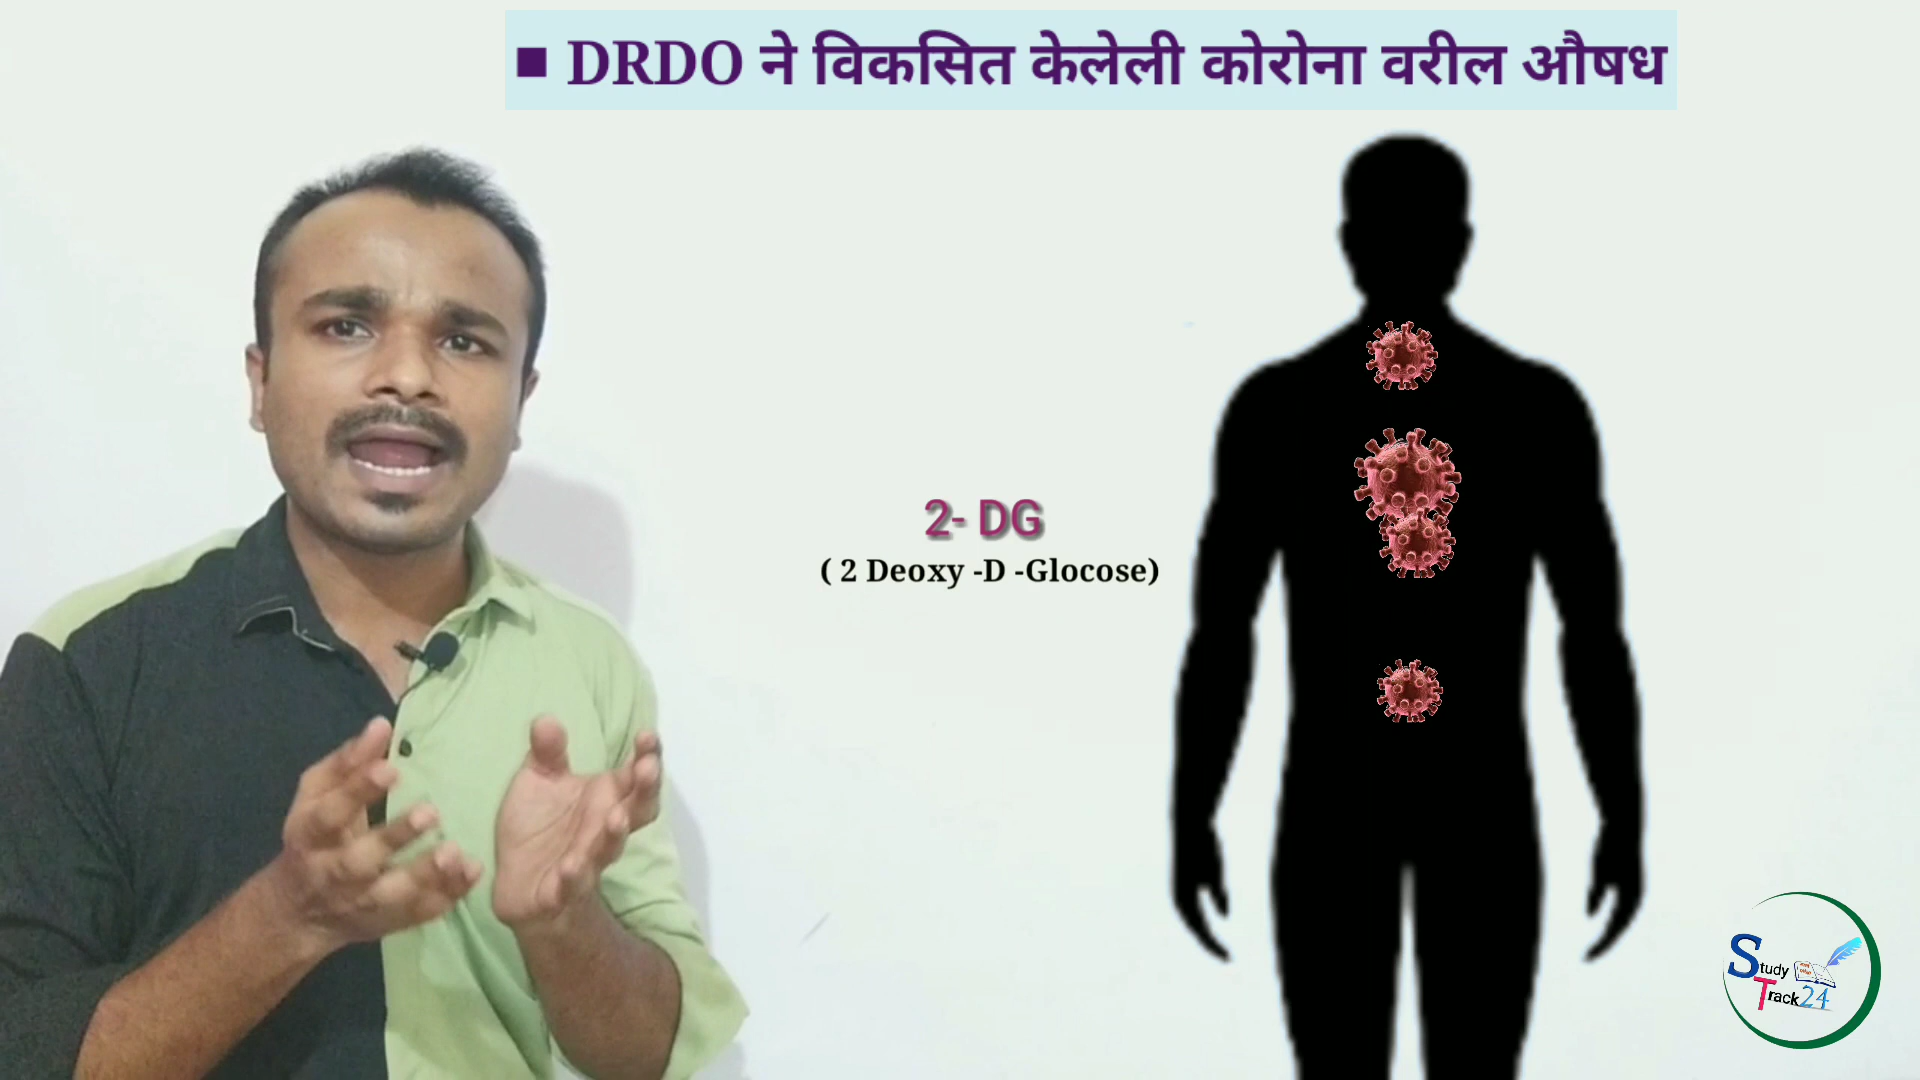 ■ DRDO ने विकसित केलेली कोरोना वरील औषध
2- DG
( 2 Deoxy -D -Glocose)
Study
Track24